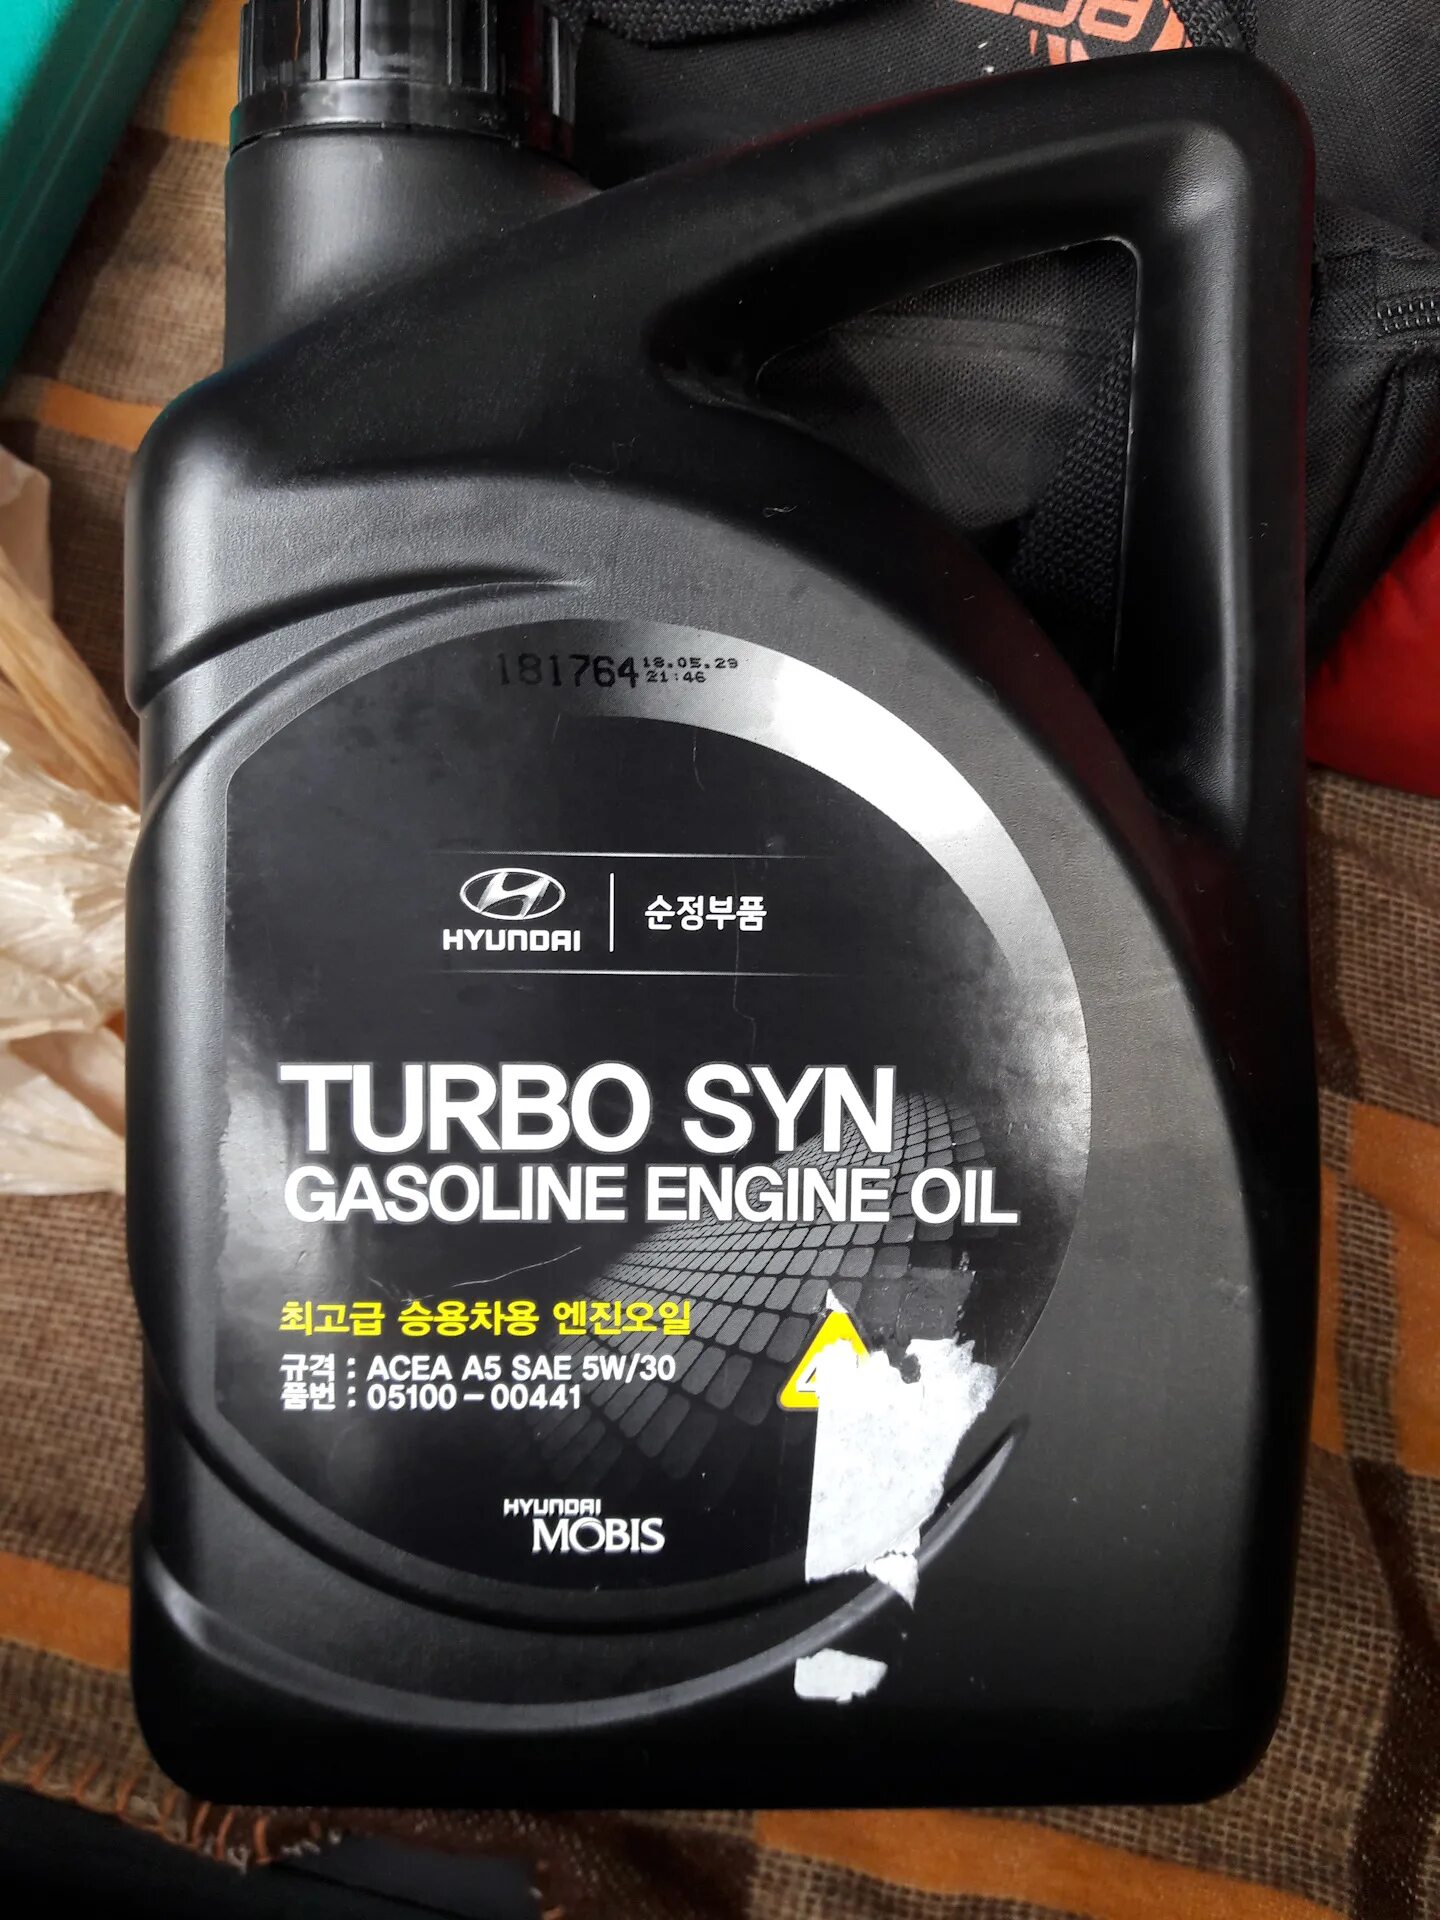 181764 18.05.29
21:46
HYUNDAI 순정부품
TURBO SYN
GASOLINE ENGINE OIL
최고급 승용차용 엔진오일
규격 : ACEA A5 SAE 5W/30
품번 : 05100-00441
HYUNDAI
MOBIS